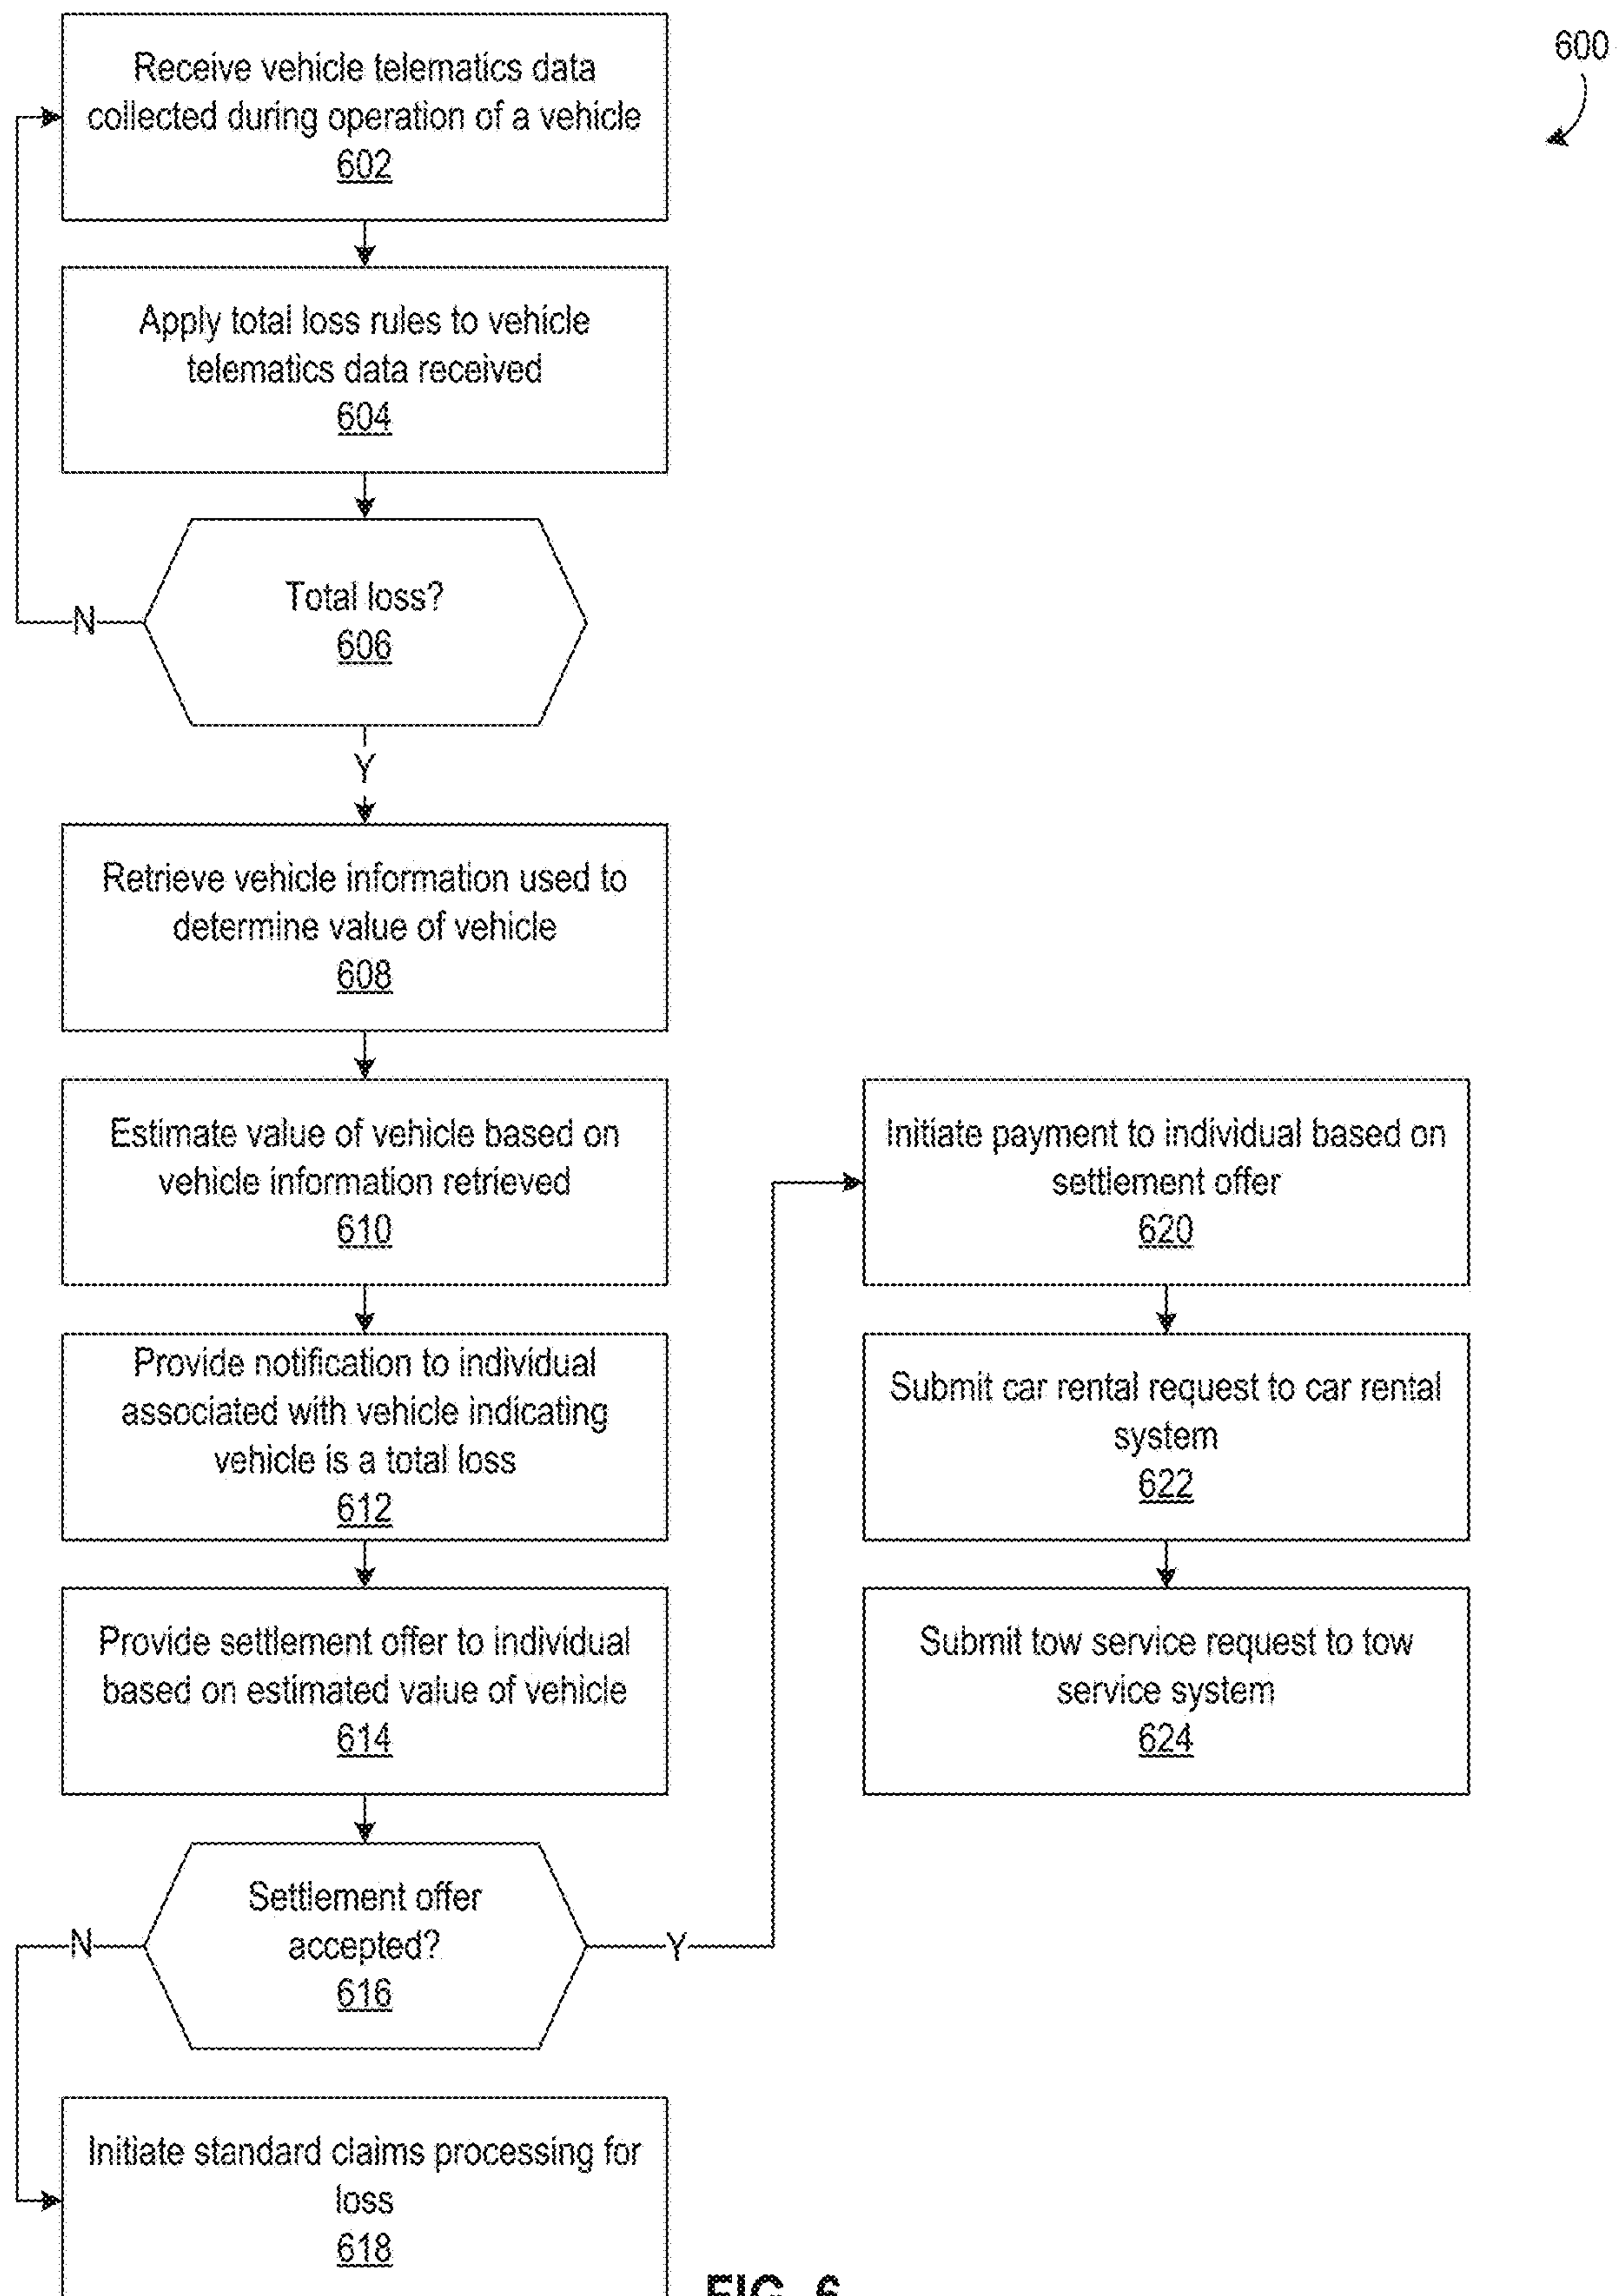 600
Receive vehicle telematics data
collected during operation of a vehicle
602
Apply total loss rules to vehicle
telematics data received
604
Total loss?
606
N
Y
Retrieve vehicle information used to
determine value of vehicle
608
Estimate value of vehicle based on
vehicle information retrieved
610
Provide notification to individual
associated with vehicle indicating
vehicle is a total loss
612
Provide settlement offer to individual
based on estimated value of vehicle
614
Settlement offer
accepted?
616
N
Y
Initiate standard claims processing for
loss
618
Initiate payment to individual based on
settlement offer
620
Submit car rental request to car rental
system
622
Submit tow service request to tow
service system
624
FIG. 6